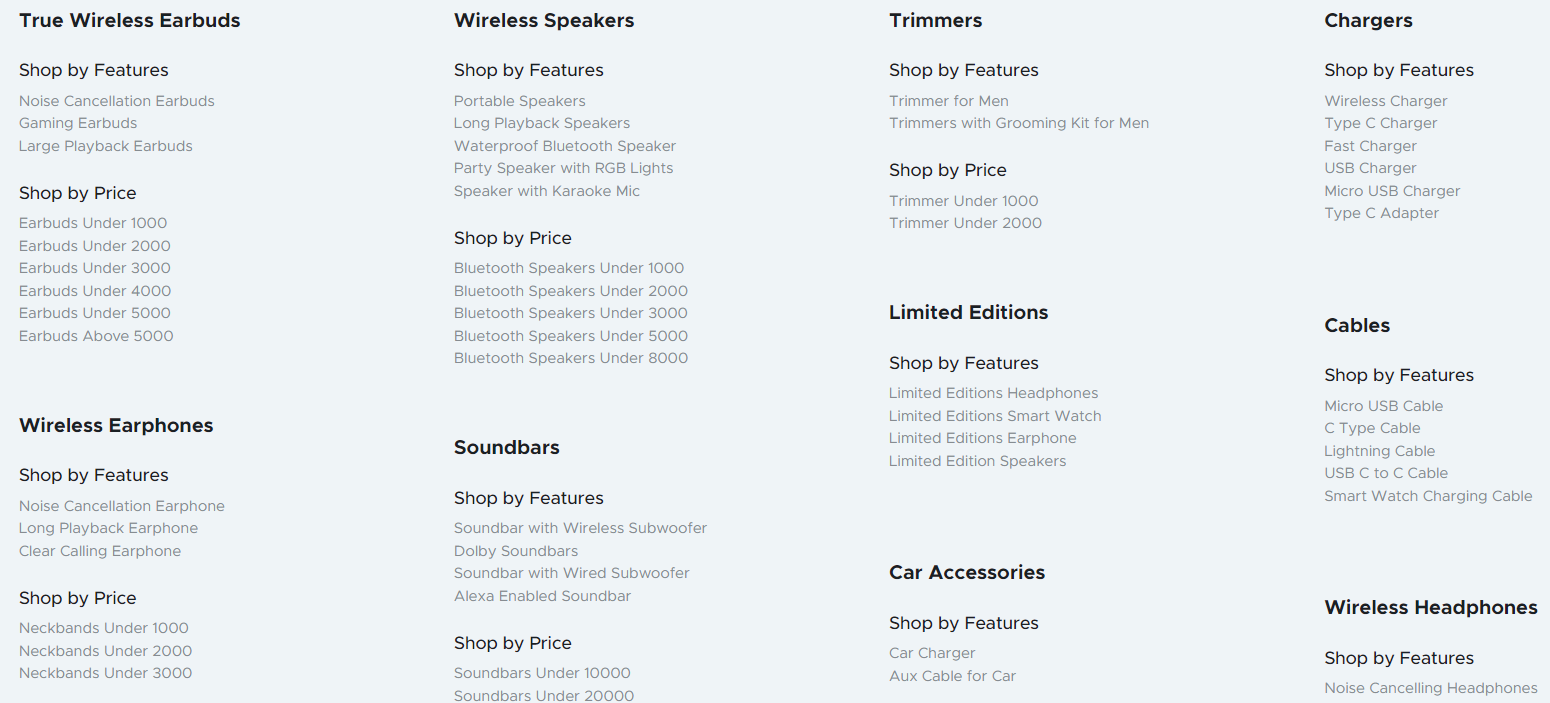 True Wireless Earbuds
Shop by Features
Noise Cancellation Earbuds
Gaming Earbuds
Large Playback Earbuds
Shop by Price
Earbuds Under 1000
Earbuds Under 2000
Earbuds Under 3000
Earbuds Under 4000
Earbuds Under 5000
Earbuds Above 5000
Wireless Earphones
Shop by Features
Noise Cancellation Earphone
Long Playback Earphone
Clear Calling Earphone
Shop by Price
Neckbands Under 1000
Neckbands Under 2000
Neckbands Under 3000
Wireless Speakers
Shop by Features
Portable Speakers
Long Playback Speakers
Waterproof Bluetooth Speaker
Party Speaker with RGB Lights
Speaker with Karaoke Mic
Shop by Price
Bluetooth Speakers Under 1000
Bluetooth Speakers Under 2000
Bluetooth Speakers Under 3000
Bluetooth Speakers Under 5000
Bluetooth Speakers Under 8000
Soundbars
Shop by Features
Soundbar with Wireless Subwoofer
Dolby Soundbars
Soundbar with Wired Subwoofer
Alexa Enabled Soundbar
Shop by Price
Soundbars Under 10000
Soundbars Under 20000
Trimmers
Shop by Features
Trimmer for Men
Trimmers with Grooming Kit for Men
Shop by Price
Trimmer Under 1000
Trimmer Under 2000
Limited Editions
Shop by Features
Limited Editions Headphones
Limited Editions Smart Watch
Limited Editions Earphone
Limited Edition Speakers
Car Accessories
Shop by Features
Car Charger
Aux Cable for Car
Chargers
Shop by Features
Wireless Charger
Type C Charger
Fast Charger
USB Charger
Micro USB Charger
Type C Adapter
Cables
Shop by Features
Micro USB Cable
C Type Cable
Lightning Cable
USB C to C Cable
Smart Watch Charging Cable
Wireless Headphones
Shop by Features
Noise Cancelling Headphones